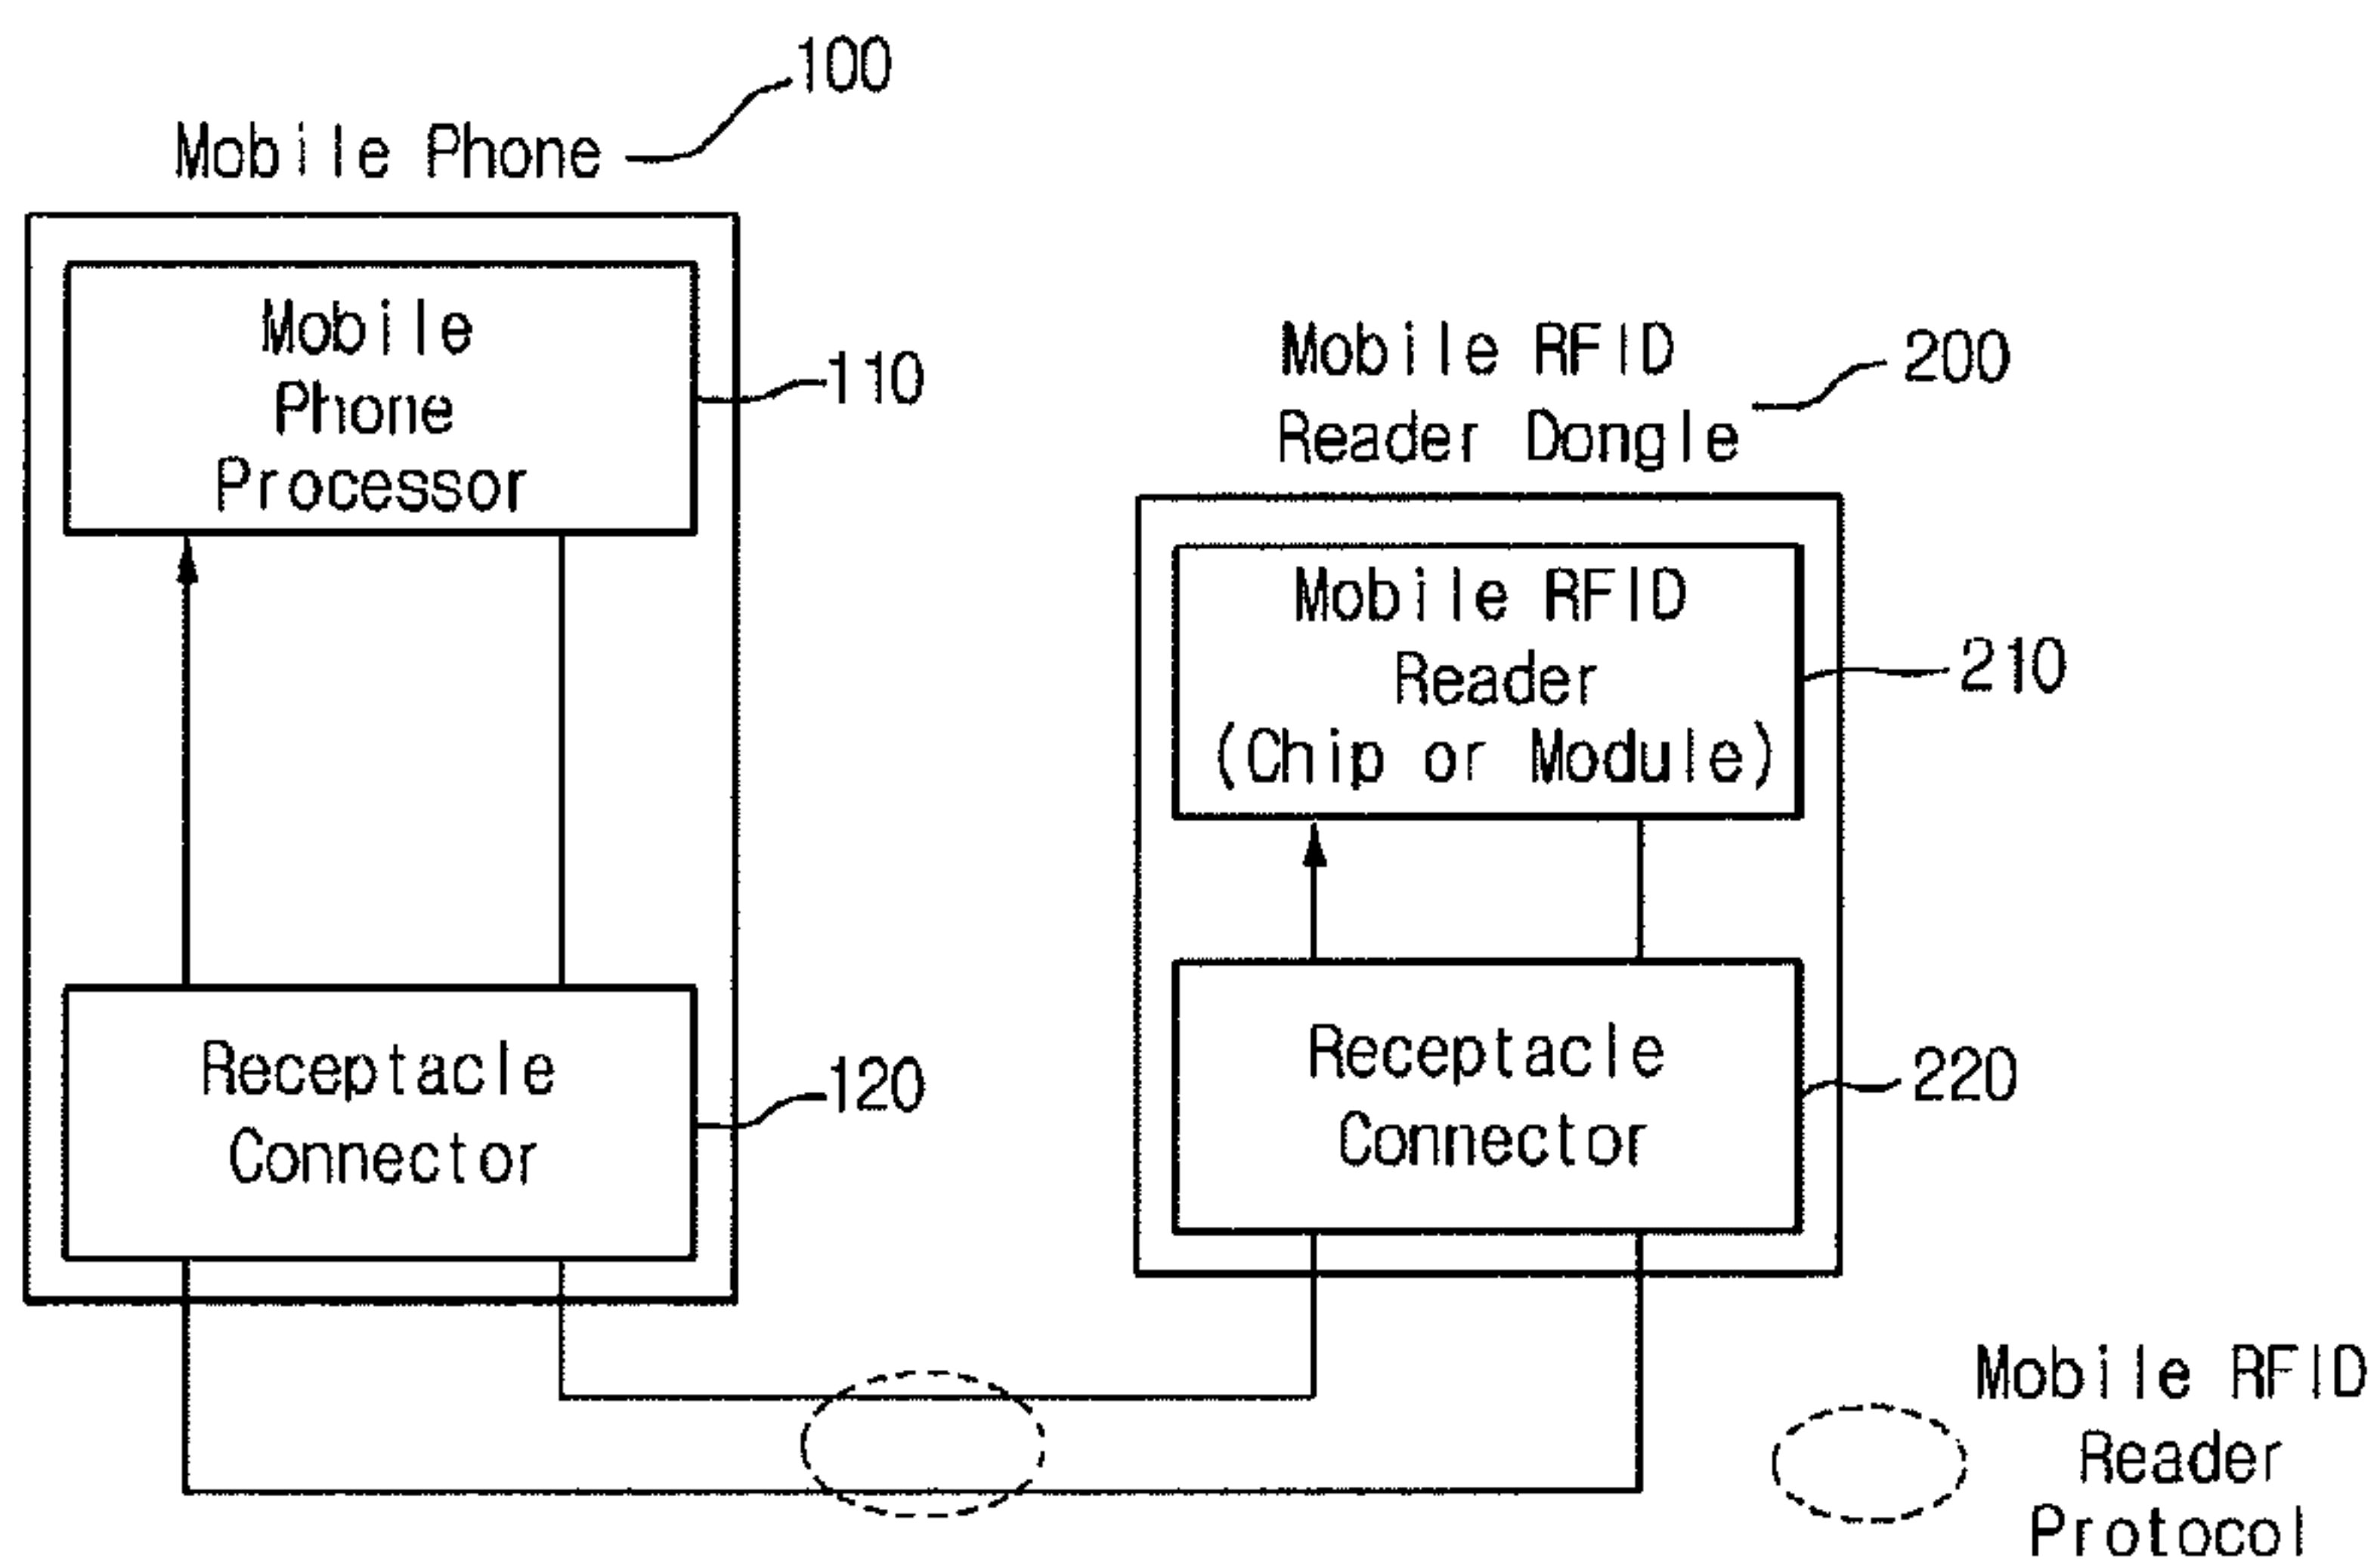 100
Mobile Phone
Mobile
Phone
Processor
110
Receptacle
Connector
120
Mobile RFID
Reader Dongle
200
Mobile RFID
Reader
(Chip or Module)
210
Receptacle
Connector
220
Mobile RFID
Reader
Protocol